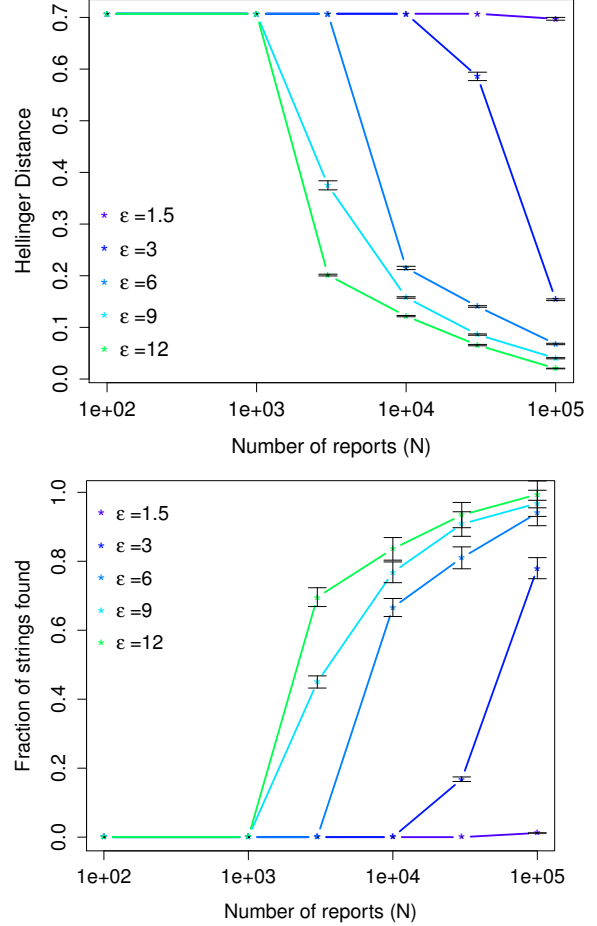 0.7
0.6
0.5
0.4
0.3
0.2
0.1
0.0
Hellinger Distance
* ε =1.5
* ε =3
* ε =6
* ε =9
* ε =12
1e+02 1e+03 1e+04 1e+05
Number of reports (N)
1.0
0.8
0.6
0.4
0.2
0.0
Fraction of strings found
* ε =1.5
* ε =3
* ε =6
* ε =9
* ε =12
1e+02 1e+03 1e+04 1e+05
Number of reports (N)